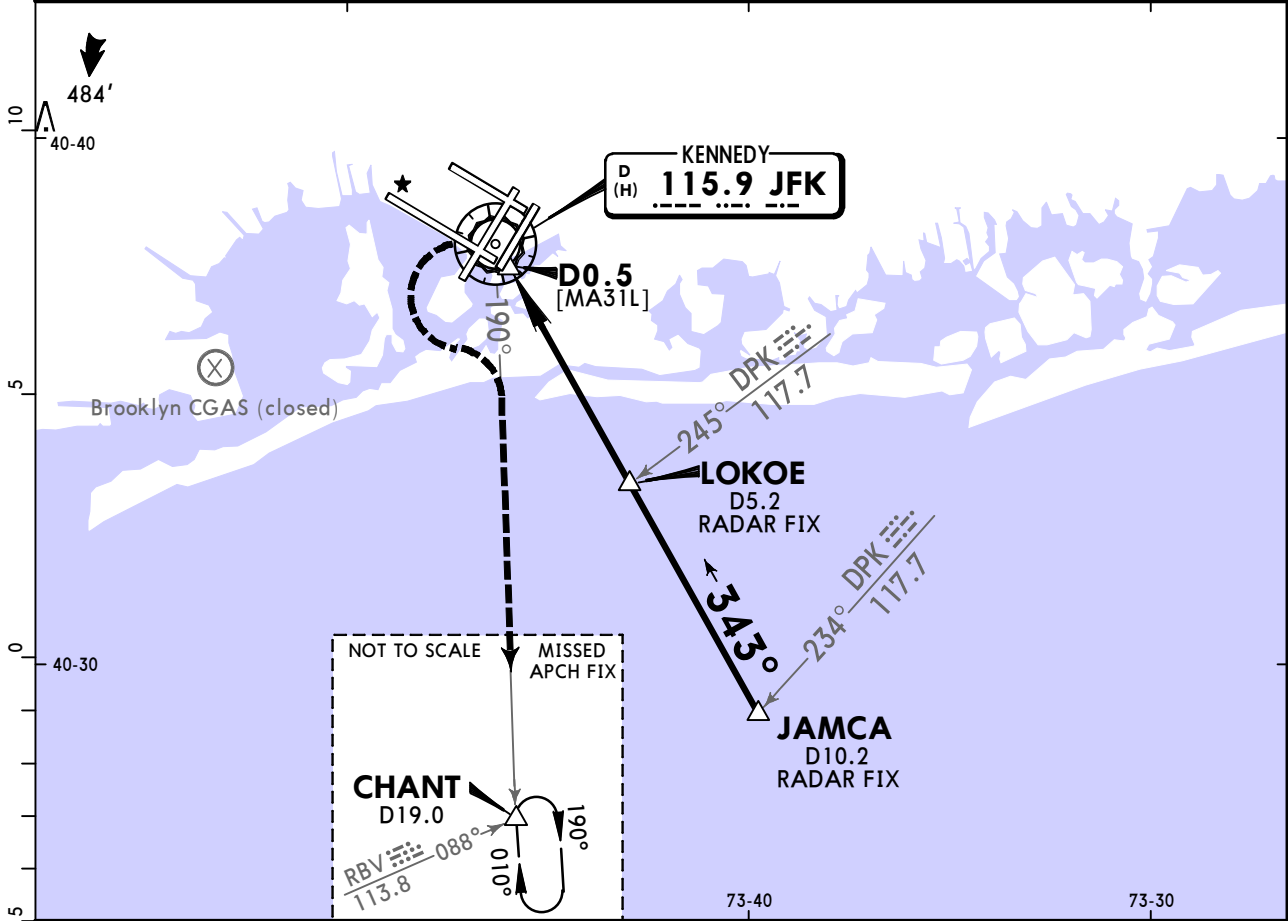 484'
10
40-40
KENNEDY
D
(H)
115.9 JFK
D0.5
[MA31L]
190°
5
Brooklyn CGAS (closed)
245° DPK
117.7
LOKOE
D5.2
RADAR FIX
234° DPK
117.7
343°
0
40-30
NOT TO SCALE
MISSED
APCH FIX
JAMCA
D10.2
RADAR FIX
CHANT
D19.0
RBV 088°
113.8
010°
190°
5
73-40
73-30